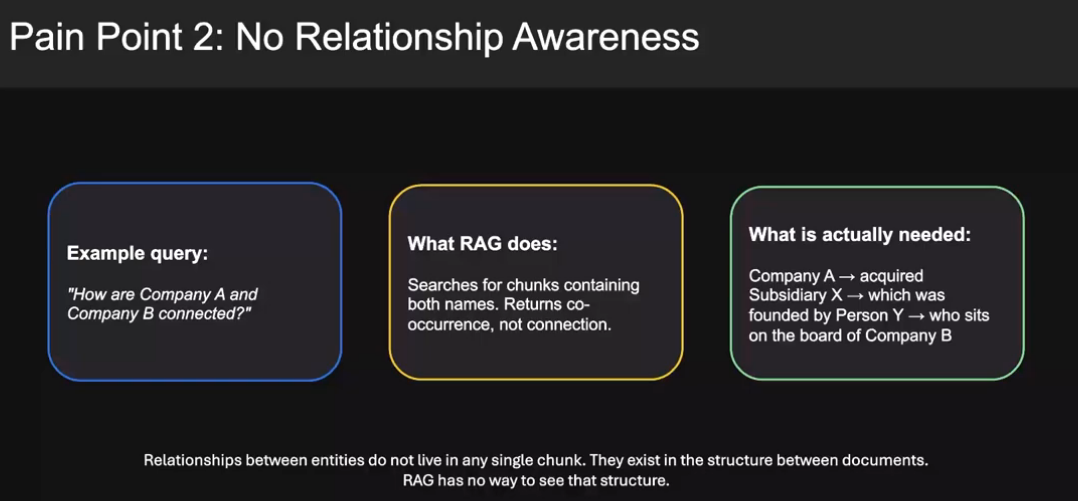 Pain Point 2: No Relationship Awareness
Example query:
"How are Company A and
Company B connected?"
What RAG does:
Searches for chunks containing
both names. Returns co-
occurrence, not connection.
What is actually needed:
Company A → acquired
Subsidiary X → which was
founded by Person Y → who sits
on the board of Company B
Relationships between entities do not live in any single chunk. They exist in the structure between documents.
RAG has no way to see that structure.